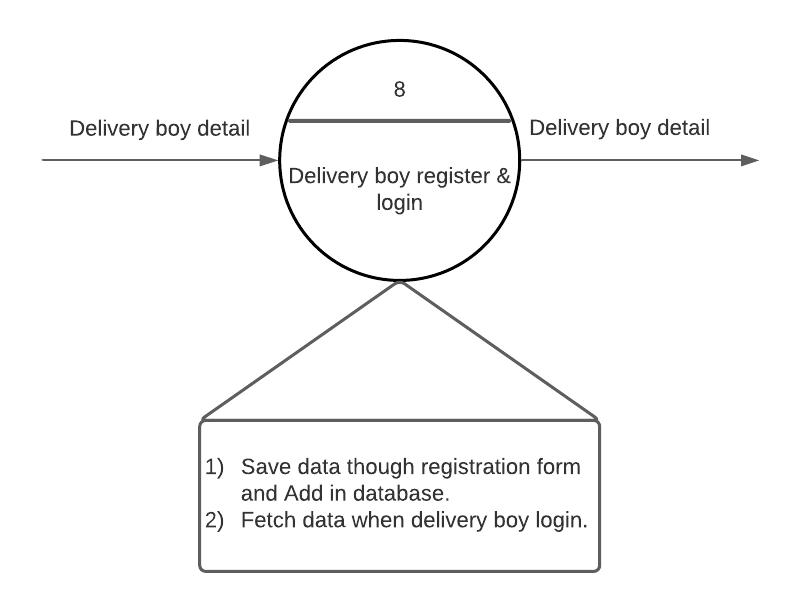 8
Delivery boy detail
Delivery boy detail
Delivery boy register &
login
1) Save data though registration form
and Add in database.
2) Fetch data when delivery boy login.